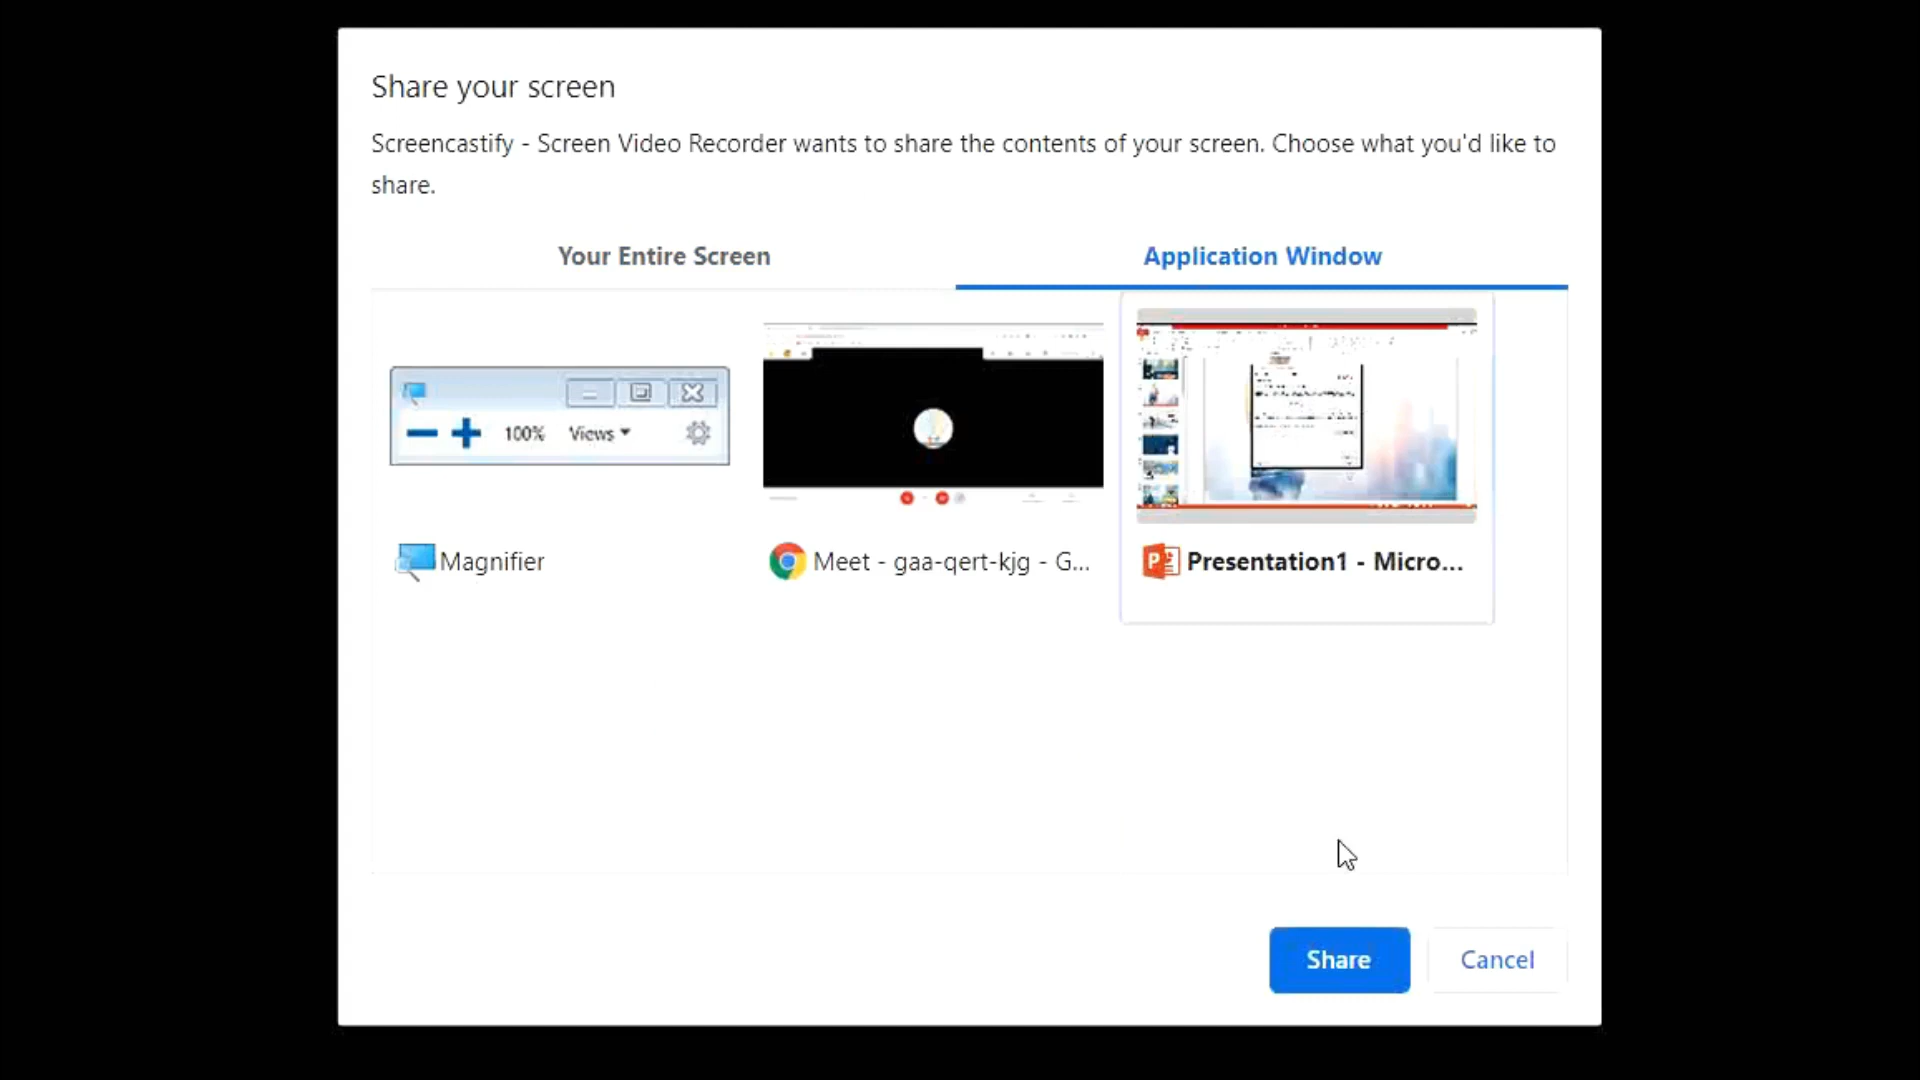 Share your screen
Screencastify - Screen Video Recorder wants to share the contents of your screen. Choose what you'd like to
share.
Your Entire Screen
Application Window
100% Views
Magnifier
Meet - gaa-qert-kjg - G...
Presentation1 - Micro...
Share
Cancel